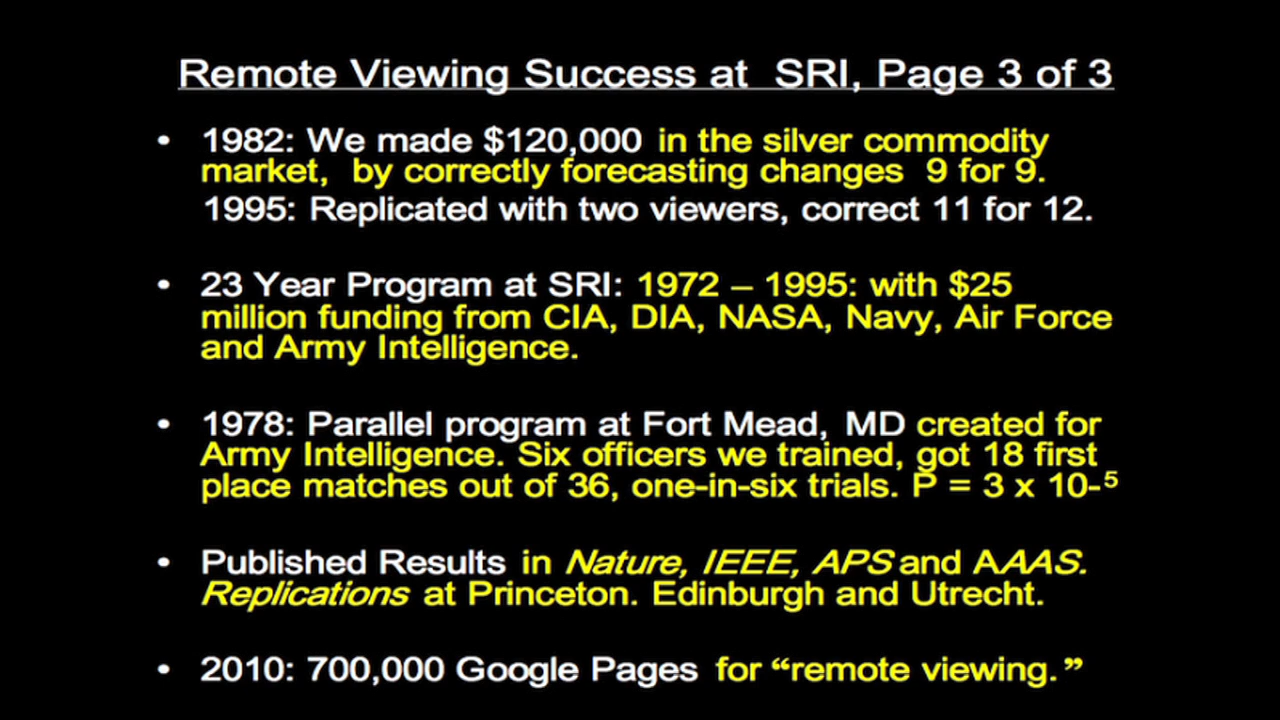 Remote Viewing Success at SRI, Page 3 of 3
• 1982: We made $120,000 in the silver commodity
market, by correctly forecasting changes 9 for 9.
1995: Replicated with two viewers, correct 11 for 12.
• 23 Year Program at SRI: 1972 – 1995: with $25
million funding from CIA, DIA, NASA, Navy, Air Force
and Army Intelligence.
• 1978: Parallel program at Fort Mead, MD created for
Army Intelligence. Six officers we trained, got 18 first
place matches out of 36, one-in-six trials. P = 3 x 10-⁵
• Published Results in Nature, IEEE, APS and AAAS.
Replications at Princeton. Edinburgh and Utrecht.
• 2010: 700,000 Google Pages for “remote viewing.”